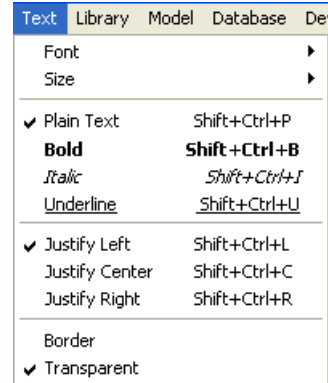 Text Library Model Database De
Font
Size
Plain Text Shift+Ctrl+P
Bold Shift+Ctrl+B
Italic Shift+Ctrl+I
Underline Shift+Ctrl+U
Justify Left Shift+Ctrl+L
Justify Center Shift+Ctrl+C
Justify Right Shift+Ctrl+R
Border
Transparent